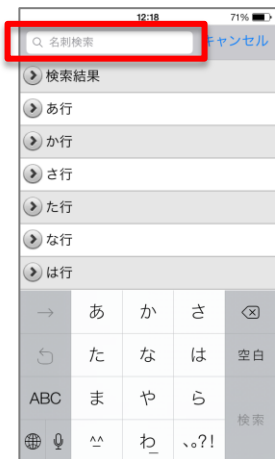 12:18 71%
名刺検索 キャンセル
検索結果
あ行
か行
さ行
た行
な行
は行
→ あ か さ
た な は 空白
ABC ま や ら
^^ わ_ 、。?! 検索